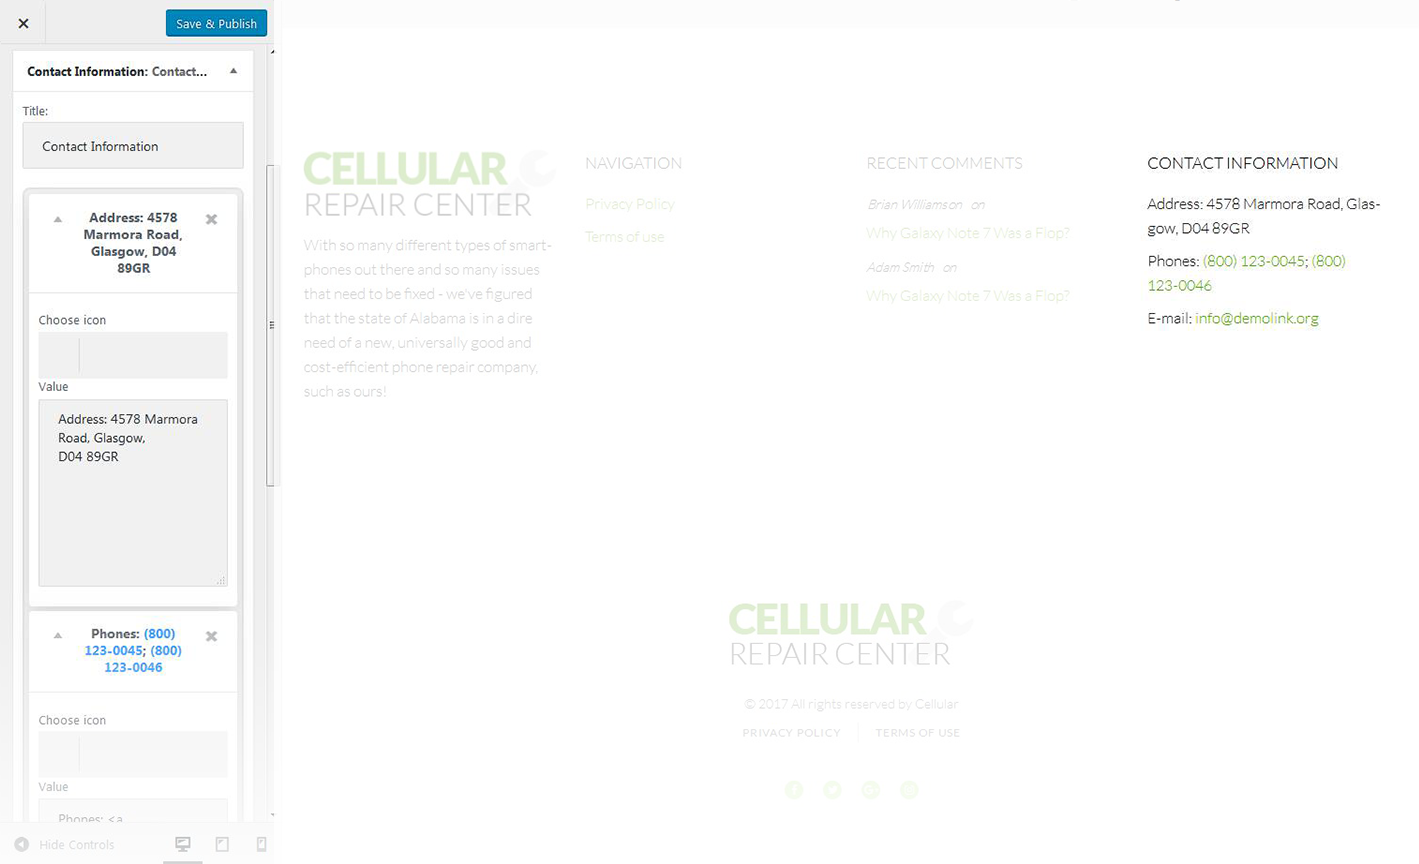 Save & Publish
Contact Information: Contact...
Title:
Contact Information
Address: 4578
Marmora Road,
Glasgow, D04
89GR
Choose icon
Value
Address: 4578 Marmora
Road, Glasgow,
D04 89GR
Phones: (800)
123-0045; (800)
123-0046
Choose icon
Value
Phones: <a
Hide Controls
CELLULAR
REPAIR CENTER
With so many different types of smart-
phones out there and so many issues
that need to be fixed - we've figured
that the state of Alabama is in a dire
need of a new, universally good and
cost-efficient phone repair company,
such as ours!
NAVIGATION
Privacy Policy
Terms of use
RECENT COMMENTS
Brian Williamson on
Why Galaxy Note 7 Was a Flop?
Adam Smith on
Why Galaxy Note 7 Was a Flop?
CONTACT INFORMATION
Address: 4578 Marmora Road, Glas-
gow, D04 89GR
Phones: (800) 123-0045; (800)
123-0046
E-mail: info@demolink.org
CELLULAR
REPAIR CENTER
© 2017 All rights reserved by Cellular
PRIVACY POLICY
TERMS OF USE